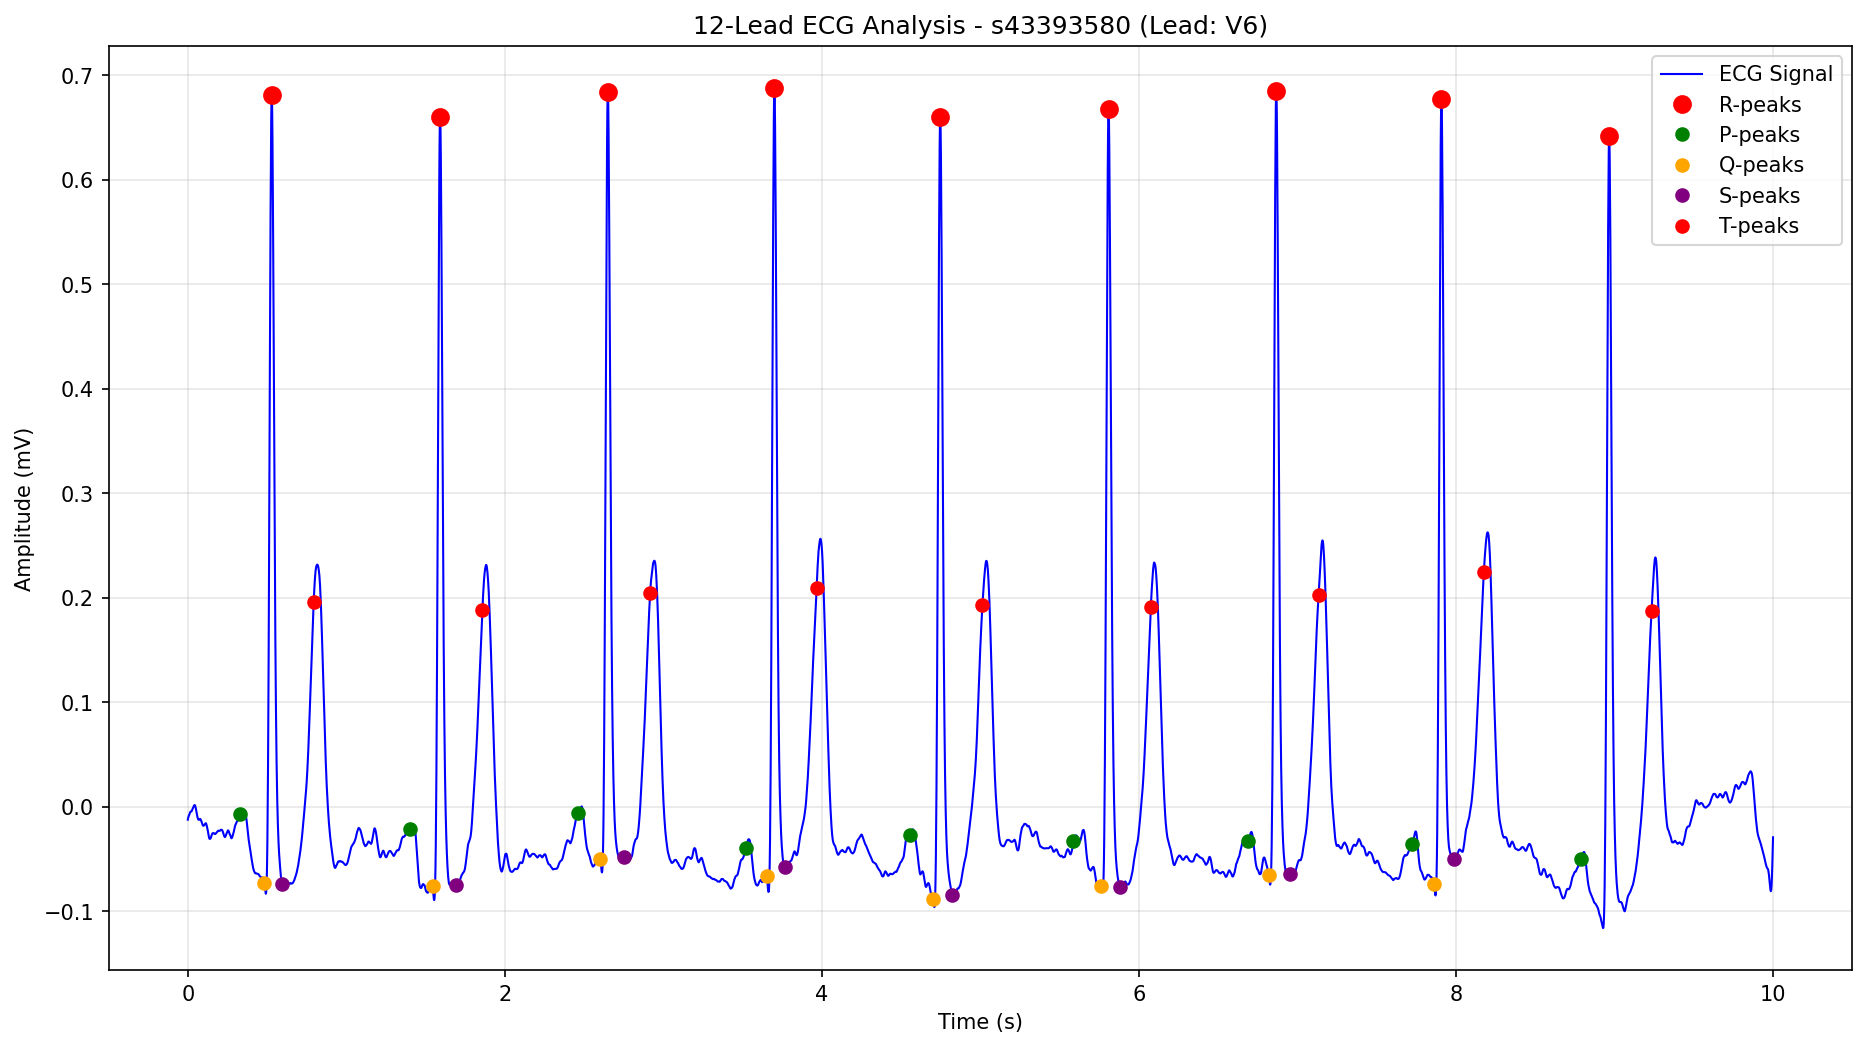 12-Lead ECG Analysis - s43393580 (Lead: V6)
ECG Signal
R-peaks
P-peaks
Q-peaks
S-peaks
T-peaks
Amplitude (mV)
0.7
0.6
0.5
0.4
0.3
0.2
0.1
0.0
−0.1
0 2 4 6 8 10
Time (s)